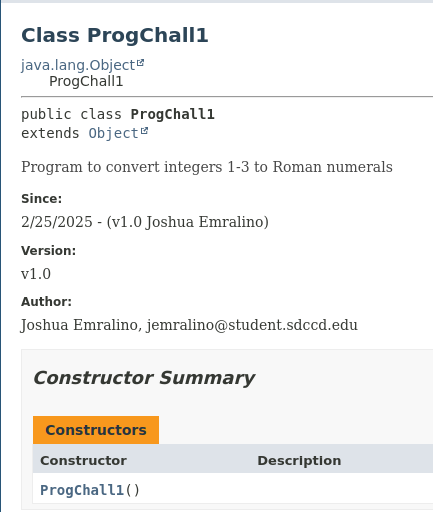 Class ProgChall1
java.lang.Object
ProgChall1
public class ProgChall1
extends Object
Program to convert integers 1-3 to Roman numerals
Since:
2/25/2025 - (v1.0 Joshua Emralino)
Version:
v1.0
Author:
Joshua Emralino, jemralino@student.sdccd.edu
Constructor Summary
Constructors
Constructor Description
ProgChall1()